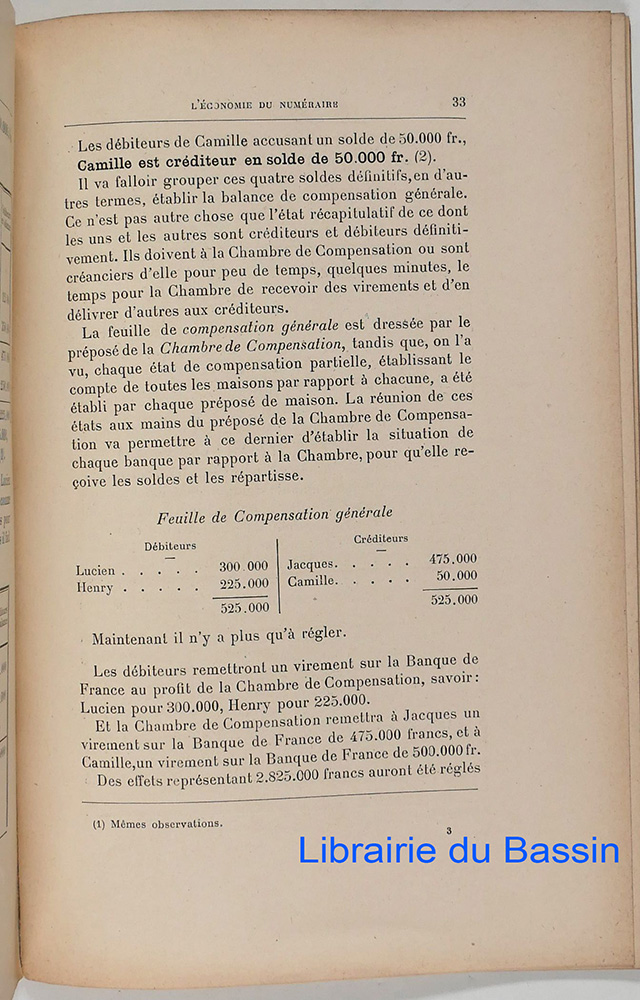 L'ÉCONOMIE DU NUMÉRAIRE 33
Les débiteurs de Camille accusant un solde de 50.000 fr.,
Camille est créditeur en solde de 50.000 fr. (2).
Il va falloir grouper ces quatre soldes définitifs, en d'au-
tres termes, établir la balance de compensation générale.
Ce n'est pas autre chose que l'état récapitulatif de ce dont
les uns et les autres sont créditeurs et débiteurs définiti-
vement. Ils doivent à la Chambre de Compensation ou sont
créanciers d'elle pour peu de temps, quelques minutes, le
temps pour la Chambre de recevoir des virements et d'en
délivrer d'autres aux créditeurs.
La feuille de compensation générale est dressée par le
préposé de la Chambre de Compensation, tandis que, on l'a
vu, chaque état de compensation partielle, établissant le
compte de toutes les maisons par rapport à chacune, a été
établi par chaque préposé de maison. La réunion de ces
états aux mains du préposé de la Chambre de Compensa-
tion va permettre à ce dernier d'établir la situation de
chaque banque par rapport à la Chambre, pour qu'elle re-
çoive les soldes et les répartisse.
Feuille de Compensation générale
Débiteurs
Lucien . . . . . 300 000
Henry . . . . . 225.000
525.000
Créditeurs
Jacques. . . . . 475.000
Camille. . . . . 50.000
525.000
Maintenant il n'y a plus qu'à régler.
Les débiteurs remettront un virement sur la Banque de
France au profit de la Chambre de Compensation, savoir :
Lucien pour 300.000, Henry pour 225.000.
Et la Chambre de Compensation remettra à Jacques un
virement sur la Banque de France de 475.000 francs, et à
Camille, un virement sur la Banque de France de 500.000 fr.
Des effets représentant 2.825.000 francs auront été réglés
(1) Mêmes observations.
3
Librairie du Bassin